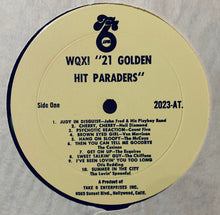 6
WQXI "21 GOLDEN
HIT PARADERS"
Side One
2023-AT.
1. JUDY IN DISGUISE—John Fred & His Playboy Band
2. CHERRY, CHERRY—Neil Diamond
3. PSYCHOTIC REACTION—Count Five
4. BROWN EYED GIRL—Van Morrison
5. HANG ON SLOOPY—The McCoys
6. THEN YOU CAN TELL ME GOODBYE
The Casinos
7. GET ON UP—The Esquires
8. SWEET TALKIN' GUY—The Chiffons
9. I'VE BEEN LOVIN' YOU TOO LONG
Otis Redding
10. SUMMER IN THE CITY
The Lovin' Spoonful
A Product of
TAKE 6 ENTERPRISES INC.
Sunset Blvd., Hollywood, Calif.